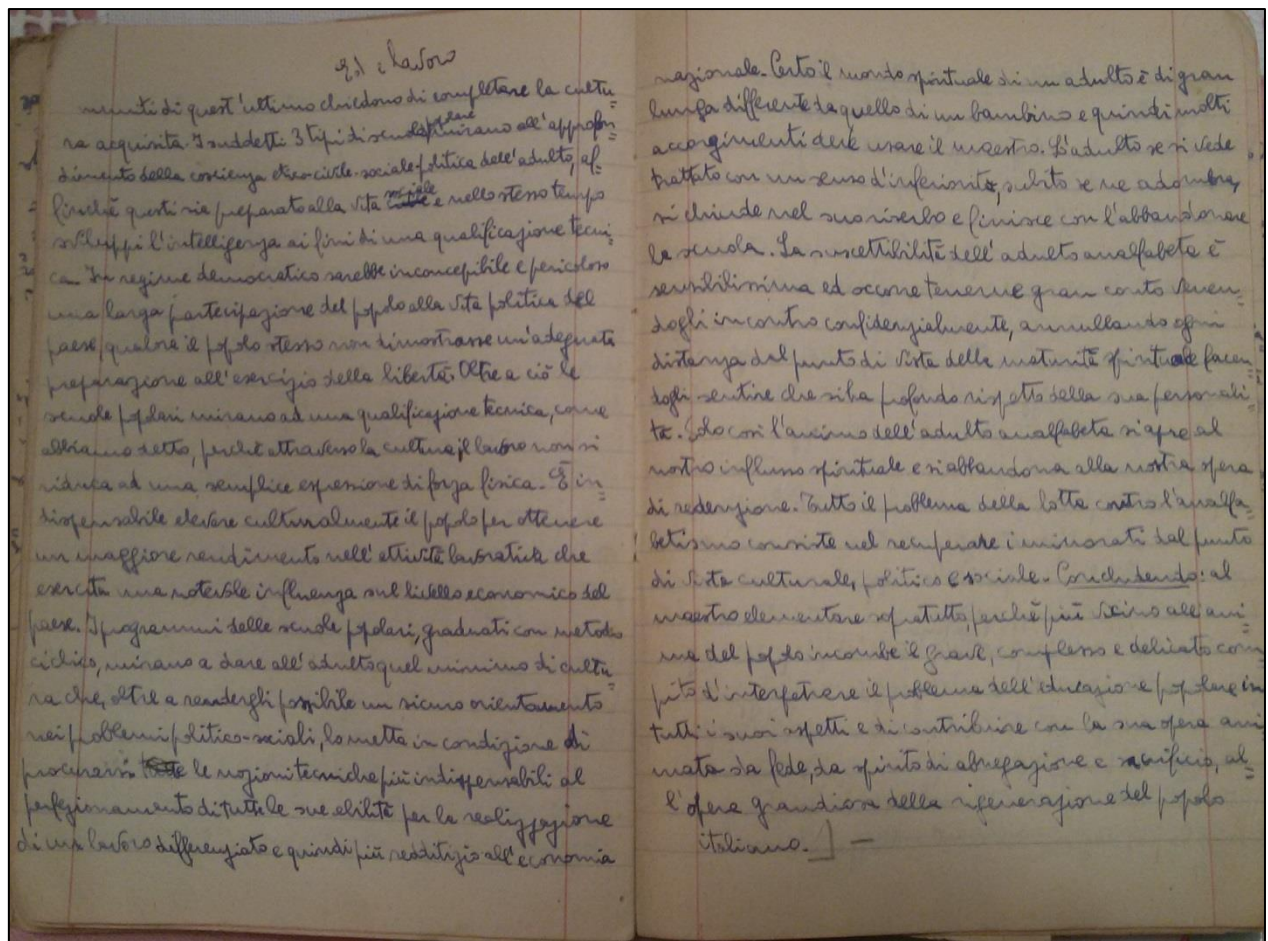 Ed. e lavoro
muniti di quest'ultimo chiedono di completare la cultu=
ra acquisita. I suddetti 3 tipi di scuola popolare mirano all'approfon=
dimento della coscienza etico-civile-sociale-politica dell'adulto, af=
finchè questi sia preparato alla vita sociale e nello stesso tempo
sviluppi l'intelligenza ai fini di una qualificazione tecni=
ca. In regime democratico sarebbe inconcepibile e pericoloso
una larga partecipazione del popolo alla vita politica del
paese, qualora il popolo stesso non dimostrasse un'adeguata
preparazione all'esercizio della libertà. Oltre a ciò le
scuole popolari mirano ad una qualificazione tecnica, come
abbiamo detto, perchè attraverso la cultura, il lavoro non si
riduca ad una semplice espressione di forza fisica. È in=
dispensabile elevare culturalmente il popolo per ottenere
un maggiore rendimento nell'attività lavorativa che
esercita una notevole influenza sul livello economico del
paese. I programmi delle scuole popolari, graduati con metodo
ciclico, mirano a dare all'adulto quel minimo di cultu=
ra che, oltre a rendergli possibile un sicuro orientamento
nei problemi politico-sociali, lo metta in condizione di
procurarsi le nozioni tecniche più indispensabili al
perfezionamento di tutte le sue abilità per la realizzazione
di un lavoro differenziato e quindi più redditizio all'economia
nazionale. Certo il mondo spirituale di un adulto è di gran
lunga differente da quello di un bambino e quindi molti
accorgimenti deve usare il maestro. L'adulto se si vede
trattato con un senso d'inferiorità, subito se ne adombra,
si chiude nel suo riserbo e finisce con l'abbandonare
la scuola. La suscettibilità dell'adulto analfabeta è
sensibilissima ed occorre tenerne gran conto venen=
dogli incontro confidenzialmente, annullando ogni
distanza dal punto di vista della maturità spirituale facen=
dogli sentire che si ha profondo rispetto della sua personali=
tà. Solo così l'animo dell'adulto analfabeta si apre al
nostro influsso spirituale e si abbandona alla nostra opera
di redenzione. Tutto il problema della lotta contro l'analfa=
betismo consiste nel recuperare i minorati dal punto
di vista culturale, politico e sociale. Concludendo: al
maestro elementare sopratutto, perchè più vicino alle ani=
me del popolo incombe il grave, complesso e delicato com=
pito d'interpetrare il problema dell'educazione popolare in
tutti i suoi aspetti e di contribuire con la sua opera ani
mata da fede, da spirito di abnegazione e sacrificio, al=
l'opera grandiosa della rigenerazione del popolo
italiano.] -